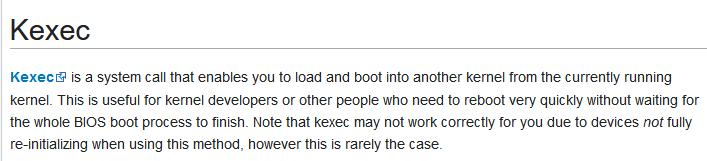 Kexec
Kexec is a system call that enables you to load and boot into another kernel from the currently running
kernel. This is useful for kernel developers or other people who need to reboot very quickly without waiting for
the whole BIOS boot process to finish. Note that kexec may not work correctly for you due to devices not fully
re-initializing when using this method, however this is rarely the case.